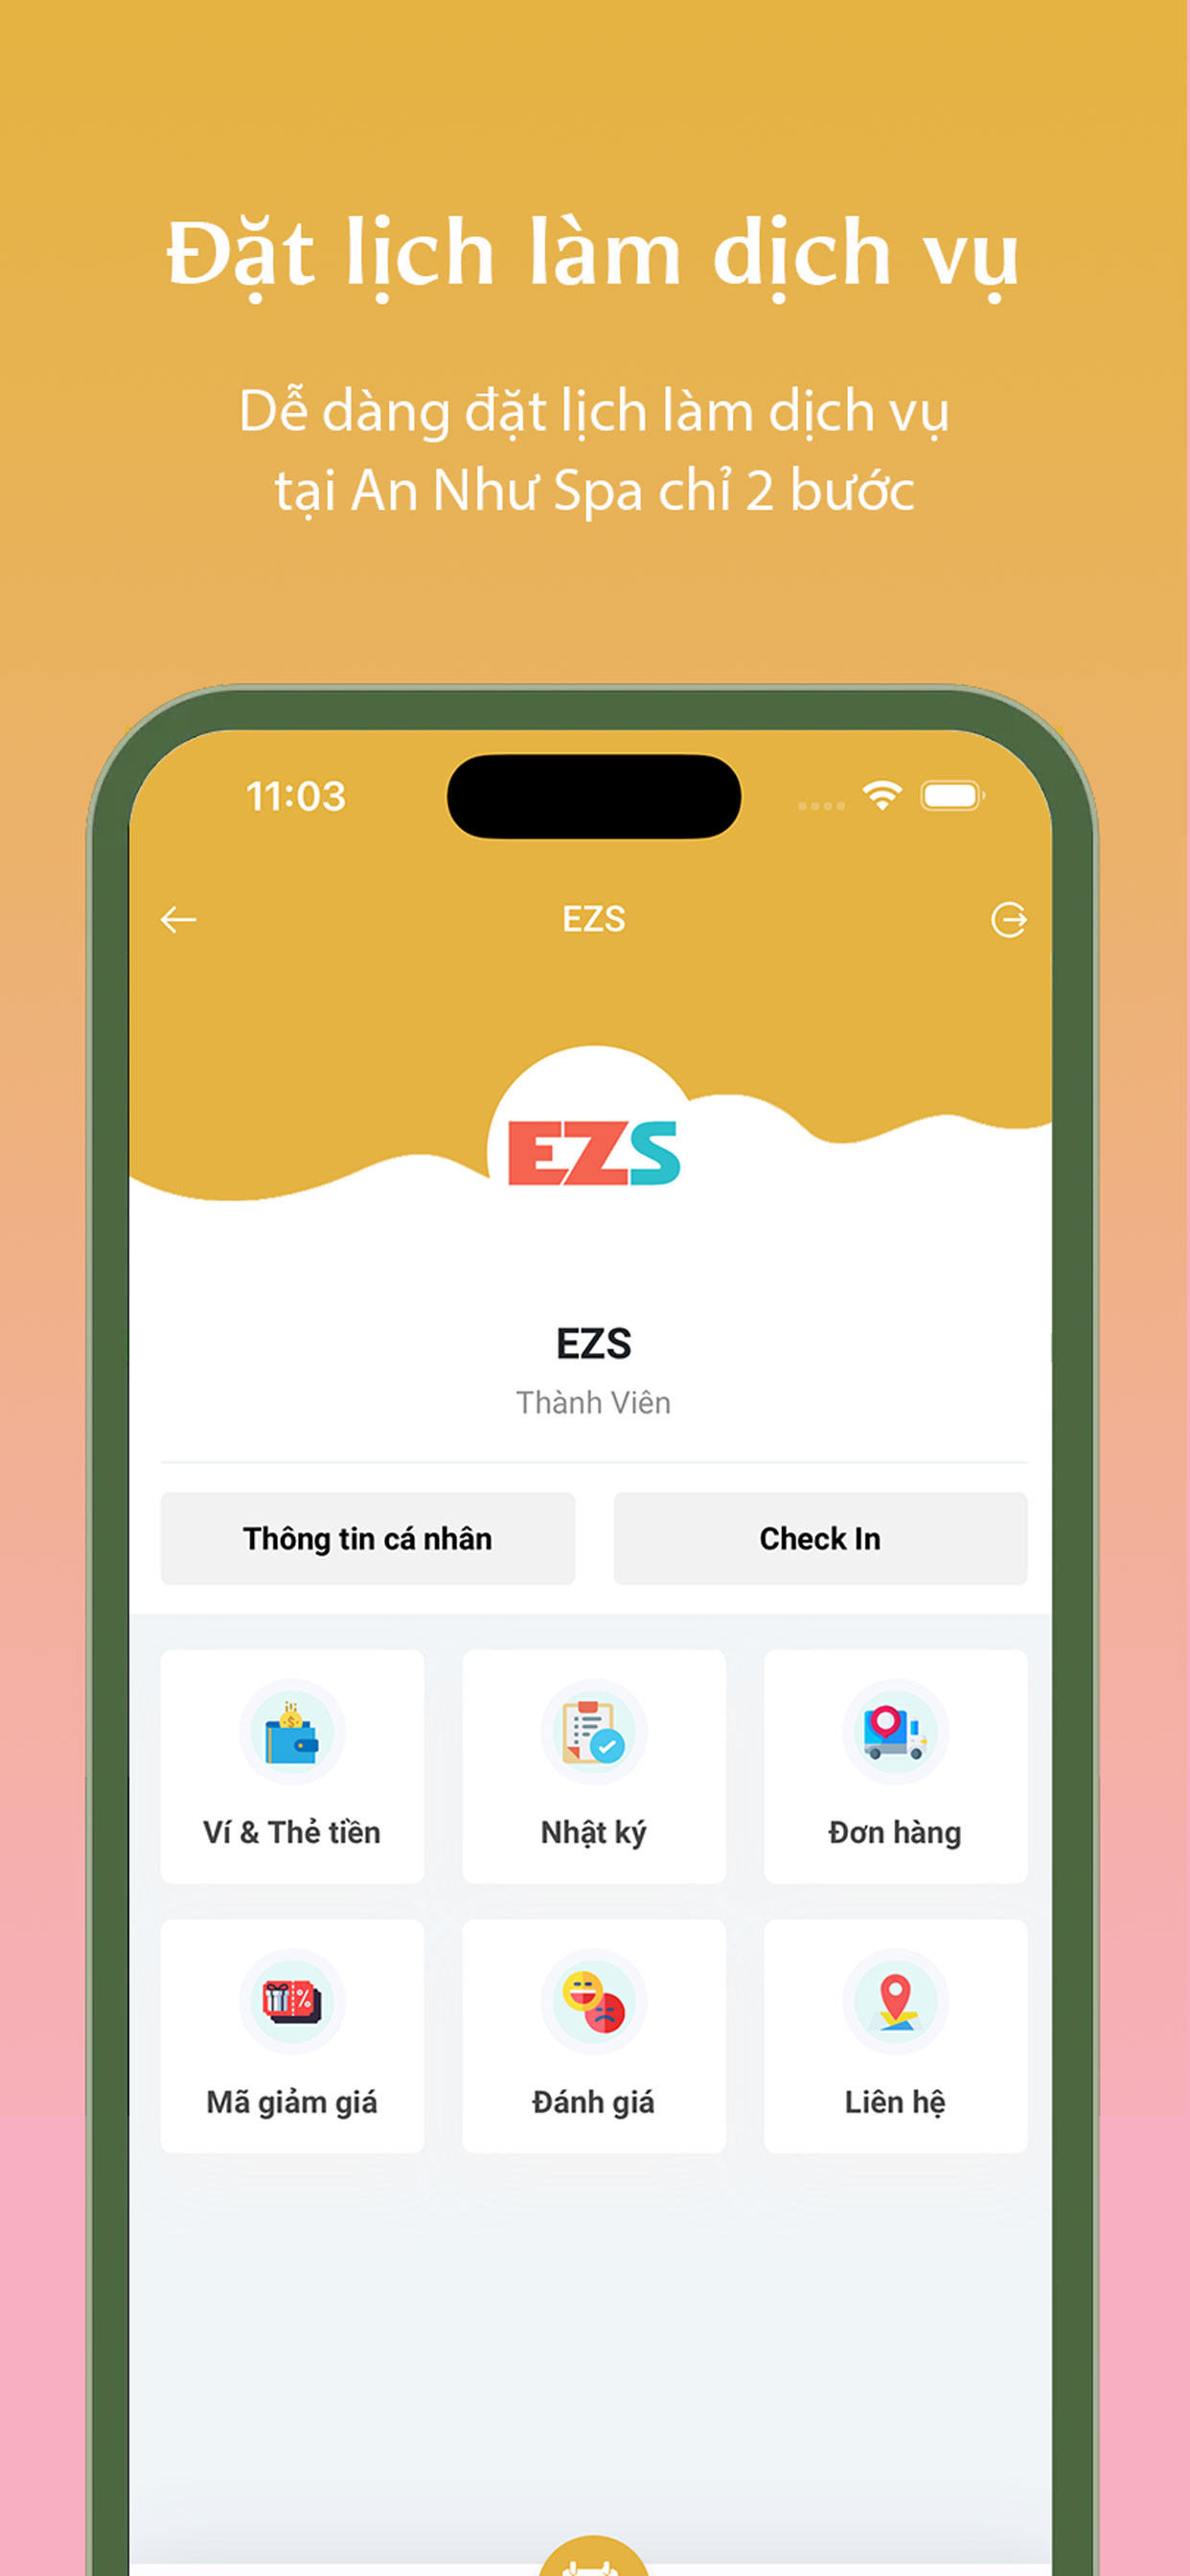 Đặt lịch làm dịch vụ
Dễ dàng đặt lịch làm dịch vụ
tại An Như Spa chỉ 2 bước
11:03
EZS
EZS
EZS
Thành Viên
Thông tin cá nhân
Check In
Ví & Thẻ tiền
Nhật ký
Đơn hàng
Mã giảm giá
Đánh giá
Liên hệ